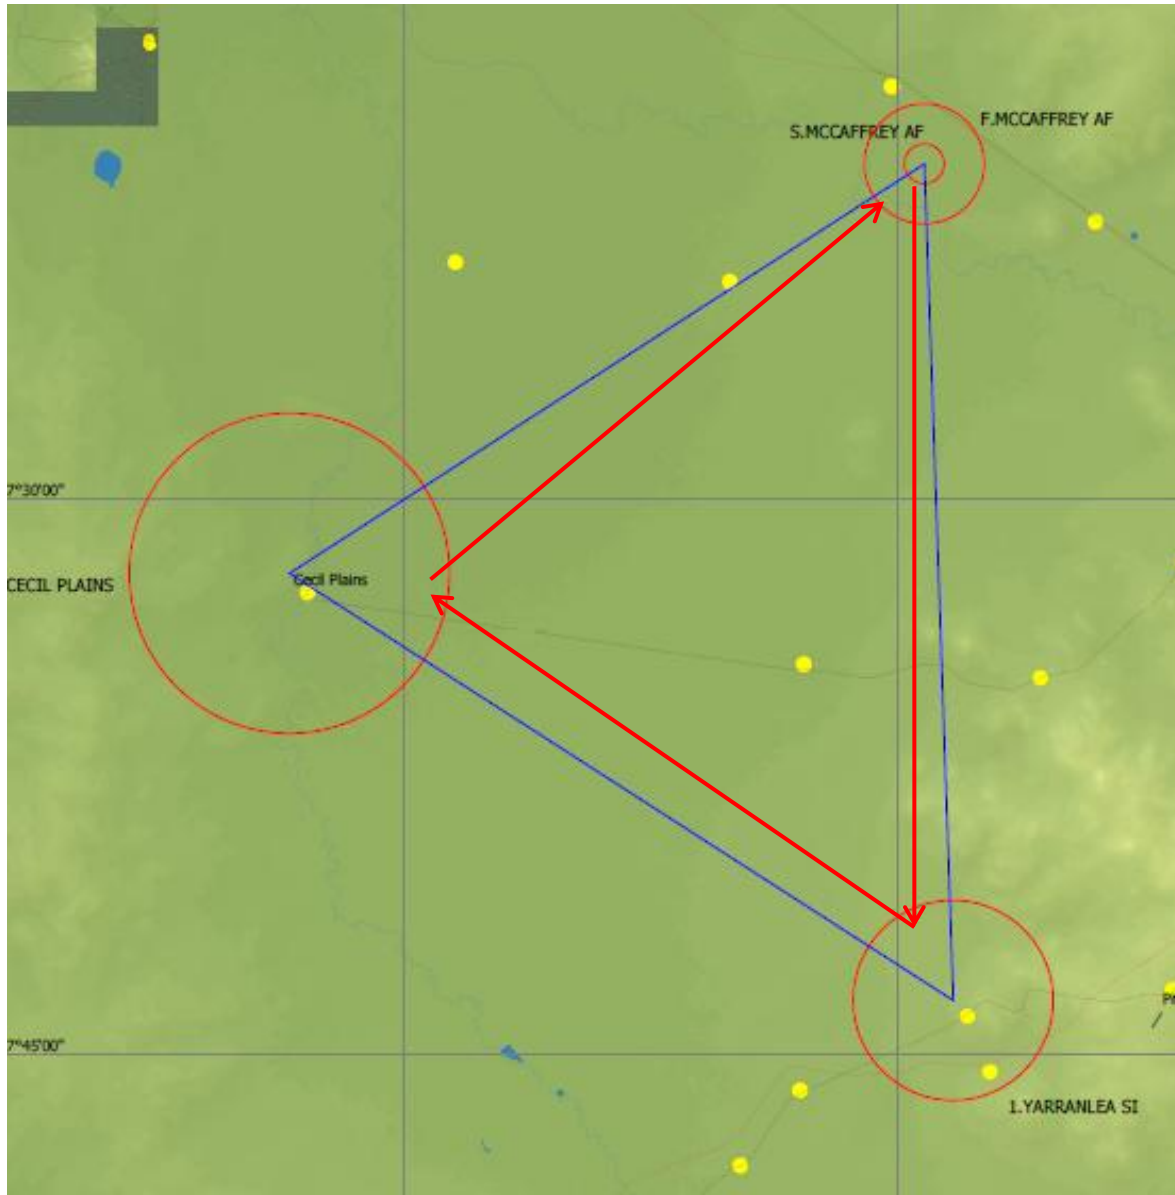 F.MCCAFFREY AF
S.MCCAFFREY AF
7°30'00"
Cecil Plains
CECIL PLAINS
7°45'00"
1.YARRANLEA SI